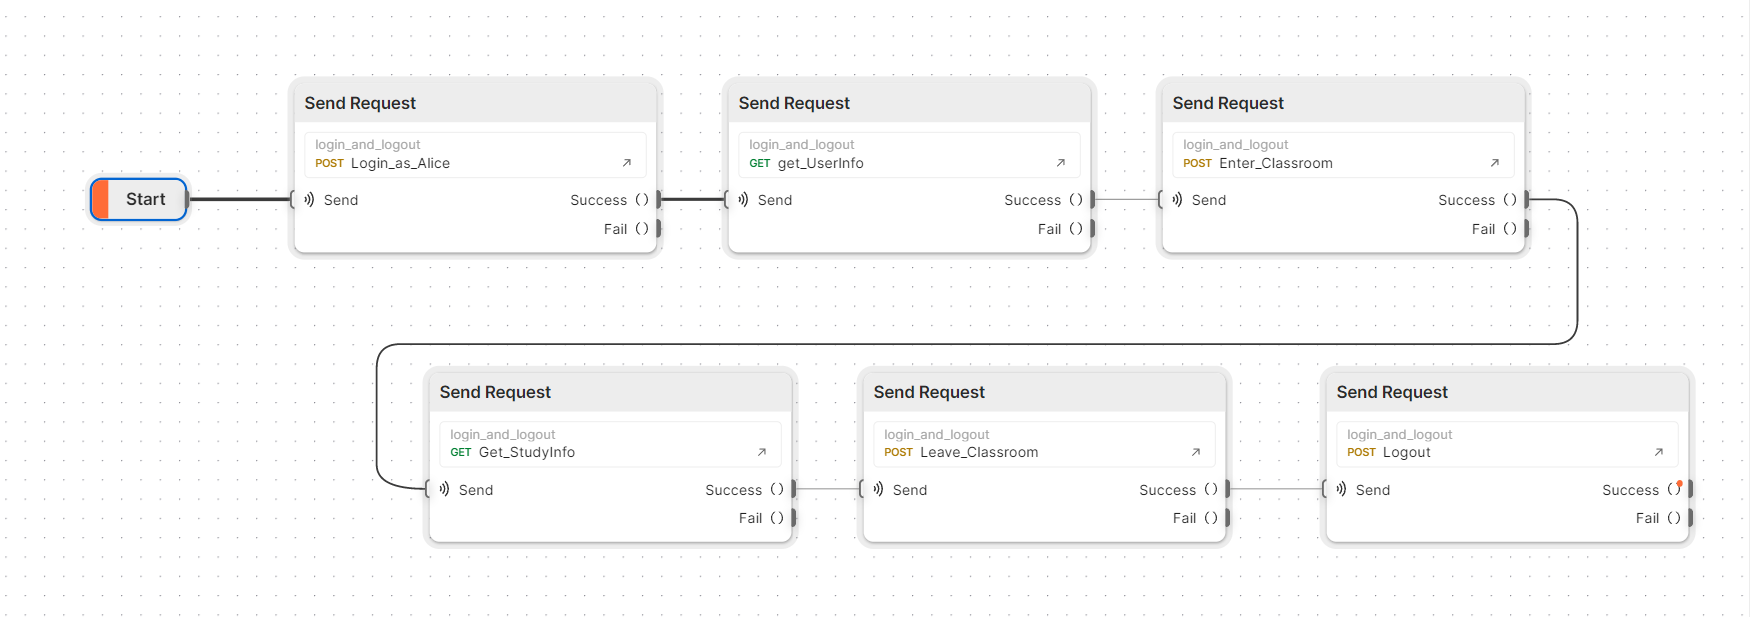 Start
Send Request
login_and_logout
POST Login_as_Alice
Send Success ()
Fail ()
Send Request
login_and_logout
GET get_UserInfo
Send Success ()
Fail ()
Send Request
login_and_logout
POST Enter_Classroom
Send Success ()
Fail ()
Send Request
login_and_logout
GET Get_StudyInfo
Send Success ()
Fail ()
Send Request
login_and_logout
POST Leave_Classroom
Send Success ()
Fail ()
Send Request
login_and_logout
POST Logout
Send Success ()
Fail ()